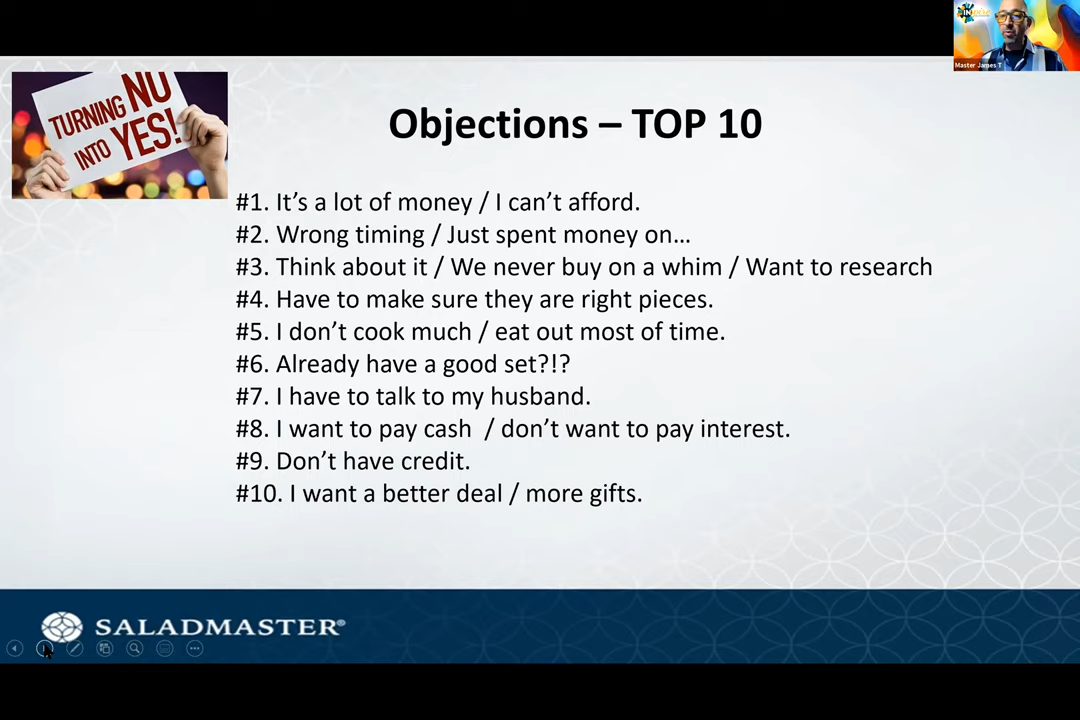 INspire
Master James T
TURNING NO
INTO YES!
Objections – TOP 10
#1. It’s a lot of money / I can’t afford.
#2. Wrong timing / Just spent money on…
#3. Think about it / We never buy on a whim / Want to research
#4. Have to make sure they are right pieces.
#5. I don’t cook much / eat out most of time.
#6. Already have a good set?!?
#7. I have to talk to my husband.
#8. I want to pay cash  / don’t want to pay interest.
#9. Don’t have credit.
#10. I want a better deal / more gifts.
SALADMASTER®